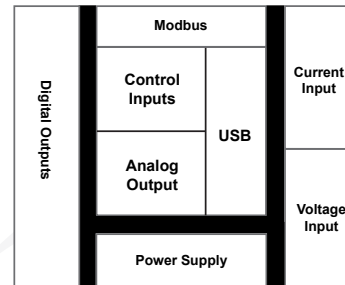 Modbus
Digital Outputs
Control
Inputs
USB
Analog
Output
Current
Input
Voltage
Input
Power Supply